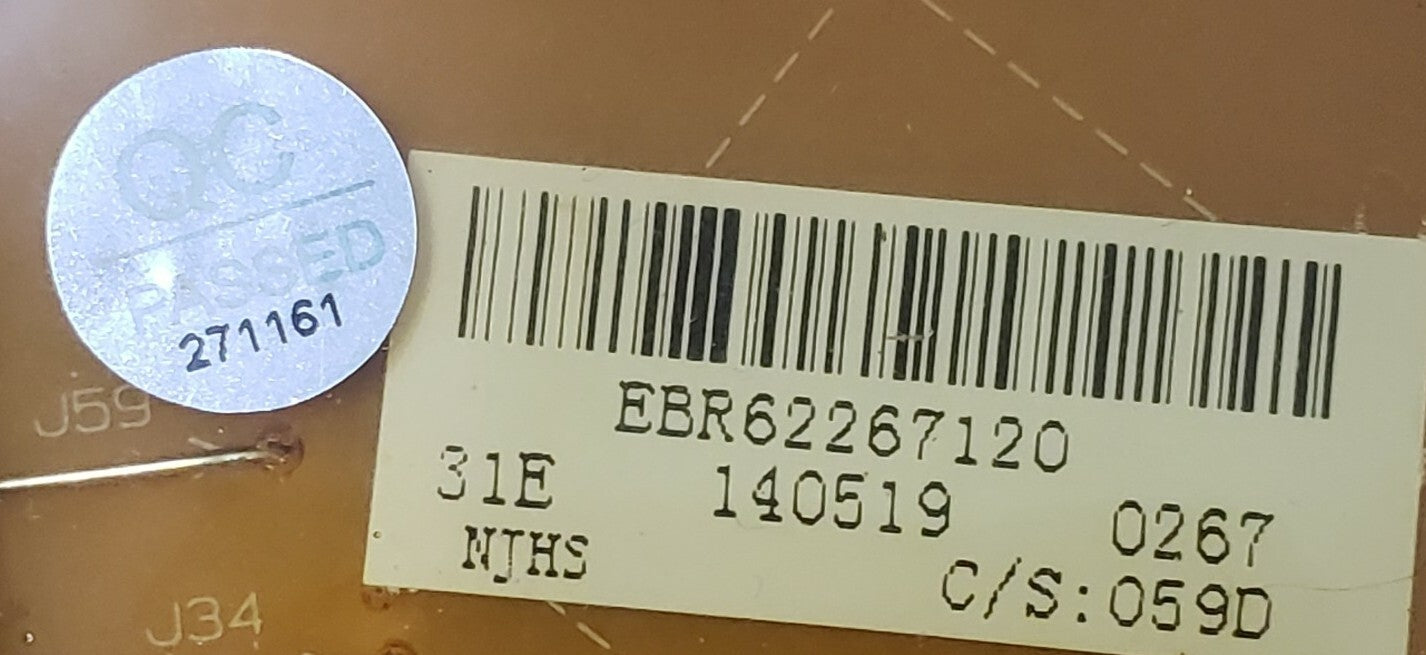 QC
PASSED
271161
J59
EBR62267120
31E 140519 0267
NJHS C/S:059D
J34